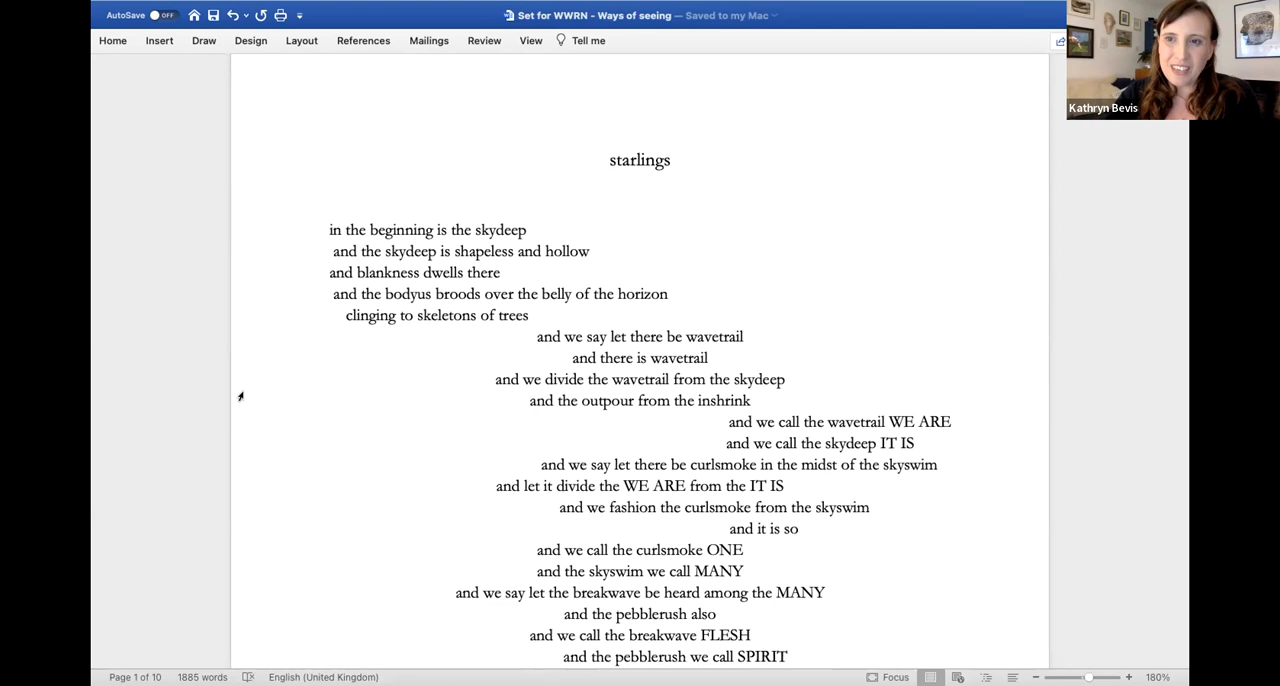 AutoSave OFF
Set for WWRN - Ways of seeing — Saved to my Mac
Home Insert Draw Design Layout References Mailings Review View Tell me
Kathryn Bevis
starlings
in the beginning is the skydeep
and the skydeep is shapeless and hollow
and blankness dwells there
and the bodyus broods over the belly of the horizon
clinging to skeletons of trees
and we say let there be wavetrail
and there is wavetrail
and we divide the wavetrail from the skydeep
and the outpour from the inshrink
and we call the wavetrail WE ARE
and we call the skydeep IT IS
and we say let there be curlsmoke in the midst of the skyswim
and let it divide the WE ARE from the IT IS
and we fashion the curlsmoke from the skyswim
and it is so
and we call the curlsmoke ONE
and the skyswim we call MANY
and we say let the breakwave be heard among the MANY
and the pebblerush also
and we call the breakwave FLESH
and the pebblerush we call SPIRIT
Page 1 of 10 1885 words English (United Kingdom) Focus 180%